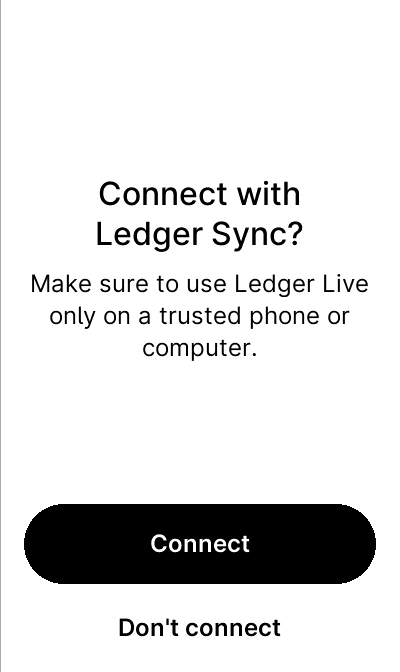 Connect with
Ledger Sync?
Make sure to use Ledger Live
only on a trusted phone or
computer.
Connect
Don't connect